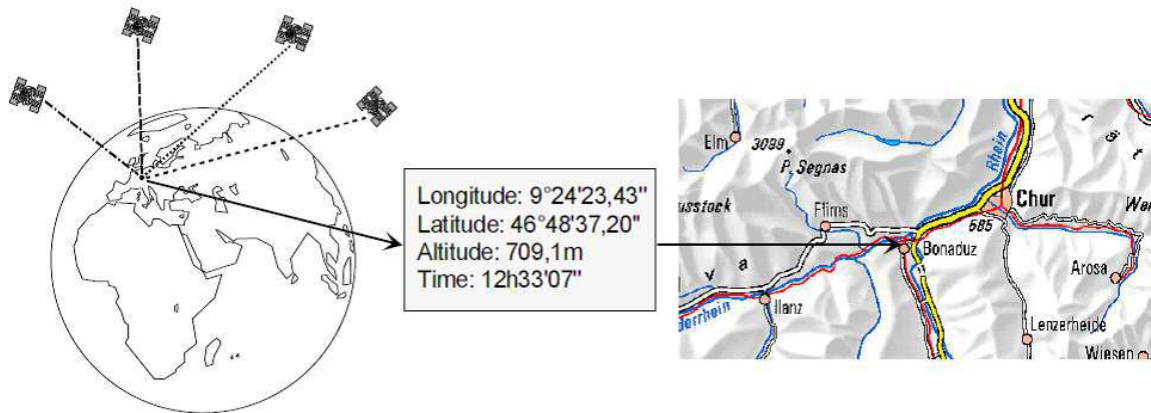 Longitude: 9°24'23,43"
Latitude: 46°48'37,20"
Altitude: 709,1m
Time: 12h33'07"
Elm
3099
P. Segnas
Rhein
usstock
Flims
Chur
585
Bonaduz
Arosa
v a
Ilanz
derrhein
Lenzerheide
Wiesen